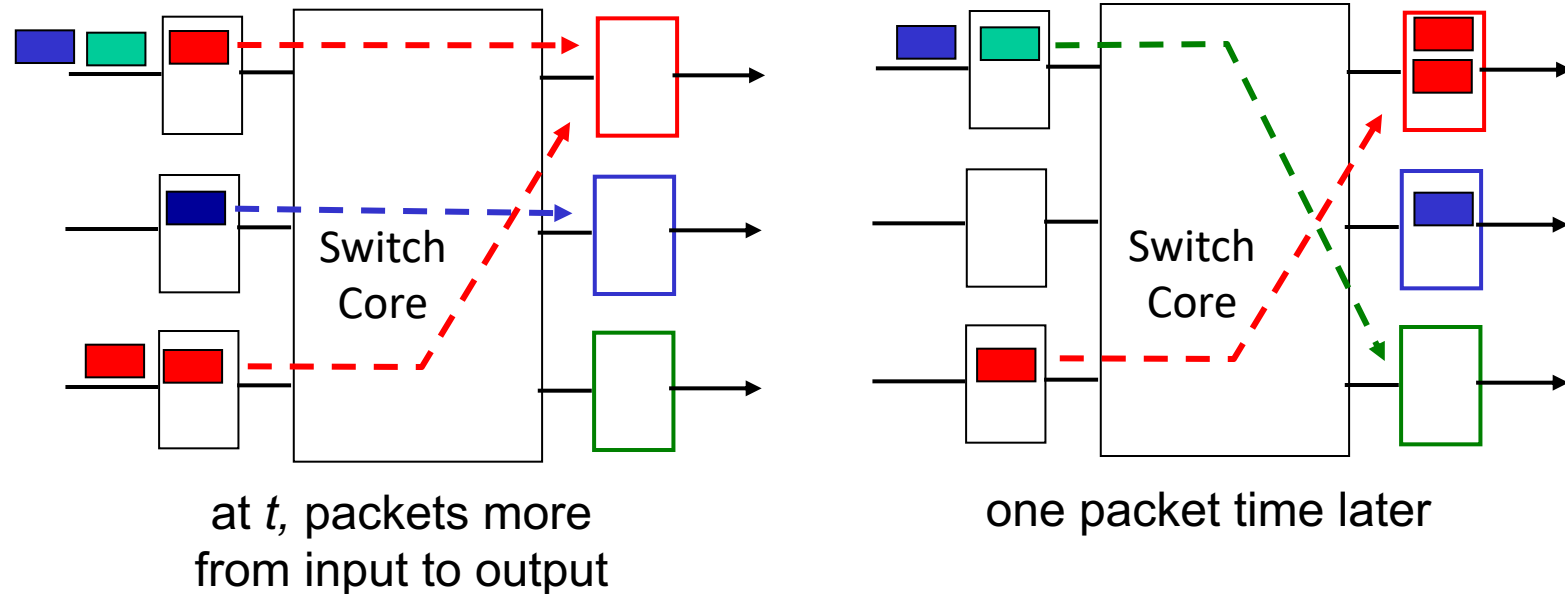 Switch
Core
at t, packets more
from input to output
Switch
Core
one packet time later